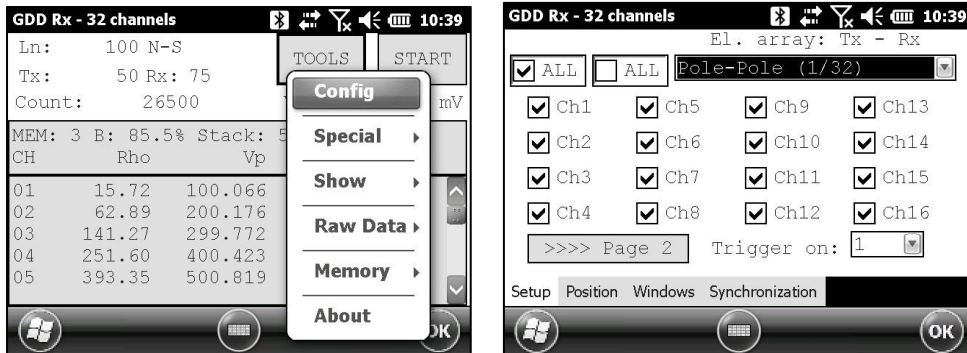 GDD Rx - 32 channels 10:39
Ln: 100 N-S
TOOLS START
Tx: 50 Rx: 75
Count: 26500 mV
MEM: 3 B: 85.5% Stack: 5
CH Rho Vp
01 15.72 100.066
02 62.89 200.176
03 141.27 299.772
04 251.60 400.423
05 393.35 500.819
Config
Special
Show
Raw Data
Memory
About
OK
GDD Rx - 32 channels 10:39
El. array: Tx - Rx
ALL ALL Pole-Pole (1/32)
Ch1 Ch5 Ch9 Ch13
Ch2 Ch6 Ch10 Ch14
Ch3 Ch7 Ch11 Ch15
Ch4 Ch8 Ch12 Ch16
>>>> Page 2 Trigger on: 1
Setup Position Windows Synchronization
OK